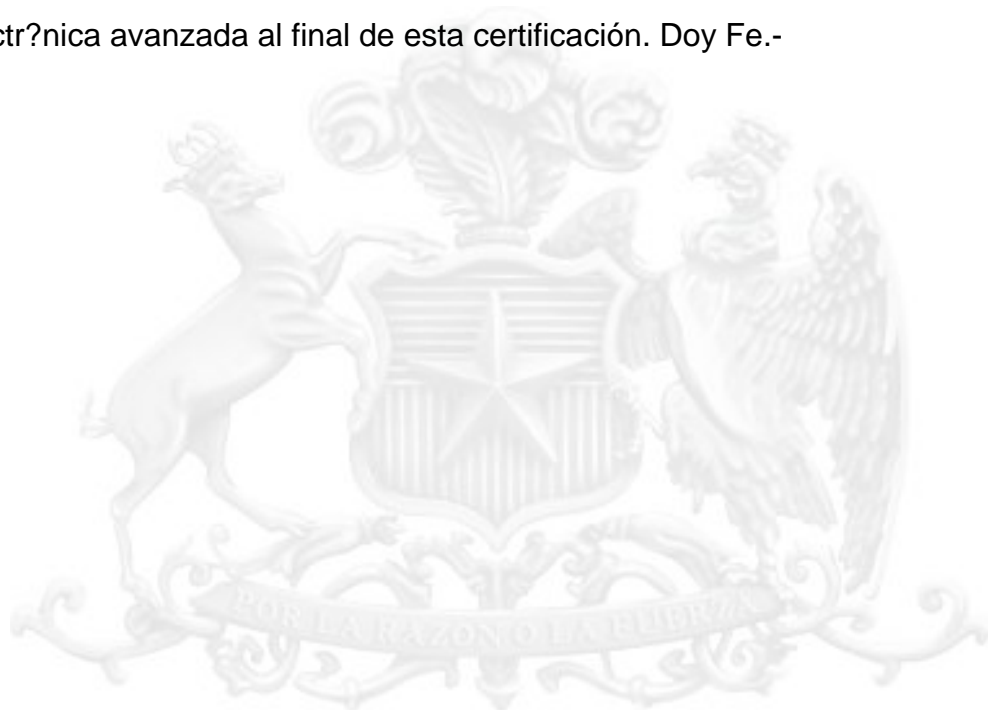 ctr?nica avanzada al final de esta certificación. Doy Fe.-
POR LA RAZON O LA FUERZA